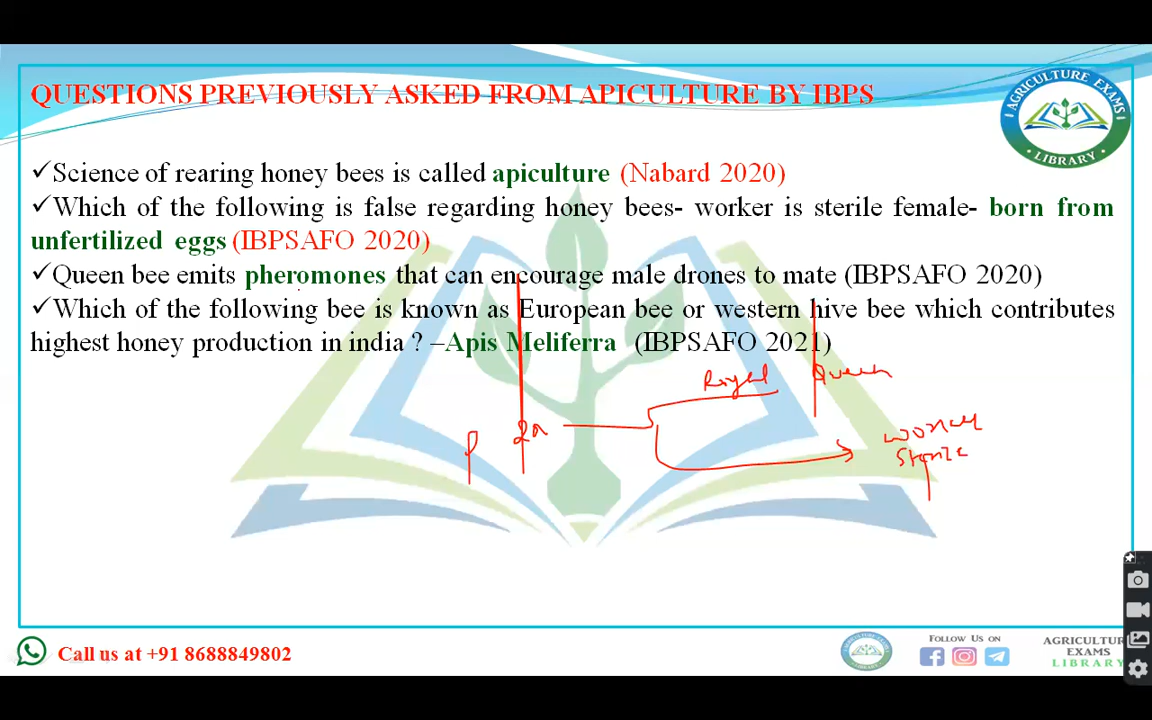 QUESTIONS PREVIOUSLY ASKED FROM APICULTURE BY IBPS
AGRICULTURE EXAMS
LIBRARY
✓Science of rearing honey bees is called apiculture (Nabard 2020)
✓Which of the following is false regarding honey bees- worker is sterile female- born from
unfertilized eggs (IBPSAFO 2020)
✓Queen bee emits pheromones that can encourage male drones to mate (IBPSAFO 2020)
✓Which of the following bee is known as European bee or western hive bee which contributes
highest honey production in india ? –Apis Meliferra (IBPSAFO 2021)
Royal Queen
2n
worker
Call us at +91 8688849802
FOLLOW US ON
AGRICULTUR
EXAMS
LIBRARY